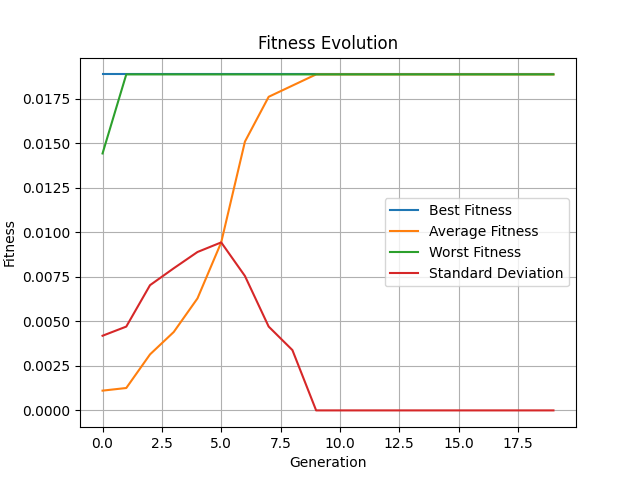 Fitness Evolution
Fitness
0.0175
0.0150
0.0125
0.0100
0.0075
0.0050
0.0025
0.0000
Best Fitness
Average Fitness
Worst Fitness
Standard Deviation
0.0 2.5 5.0 7.5 10.0 12.5 15.0 17.5
Generation